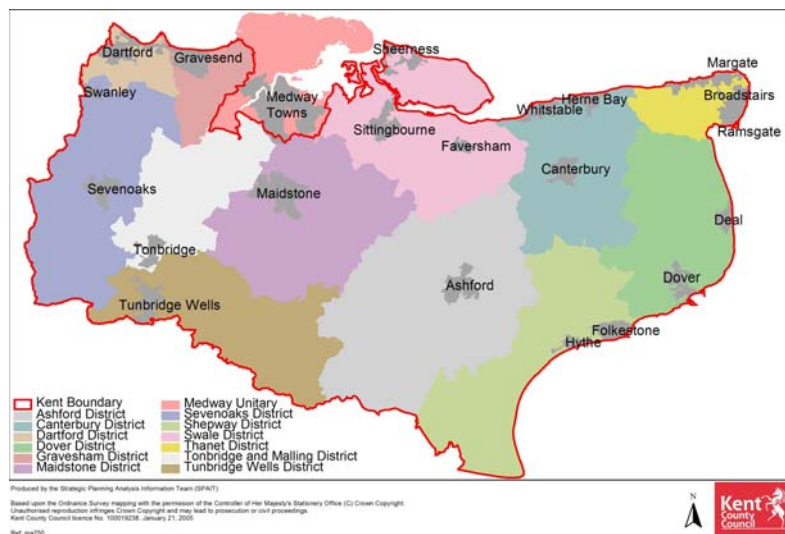 Sheerness
Dartford
Gravesend
Margate
Swanley
Medway
Towns
Herne Bay
Broadstairs
Whitstable
Sittingbourne
Ramsgate
Faversham
Canterbury
Sevenoaks
Maidstone
Deal
Tonbridge
Dover
Ashford
Tunbridge Wells
Folkestone
Hythe
Kent Boundary
Ashford District
Canterbury District
Dartford District
Dover District
Gravesham District
Maidstone District
Medway Unitary
Sevenoaks District
Shepway District
Swale District
Thanet District
Tonbridge and Malling District
Tunbridge Wells District
Produced by the Strategic Planning Analysis Information Team (SPAIT)
Based upon the Ordnance Survey mapping with the permission of the Controller of Her Majesty's Stationery Office (C) Crown Copyright.
Unauthorised reproduction infringes Crown Copyright and may lead to prosecution or civil proceedings.
Kent County Council licence No. 100019238. January 21, 2005
N
Kent
County
Council